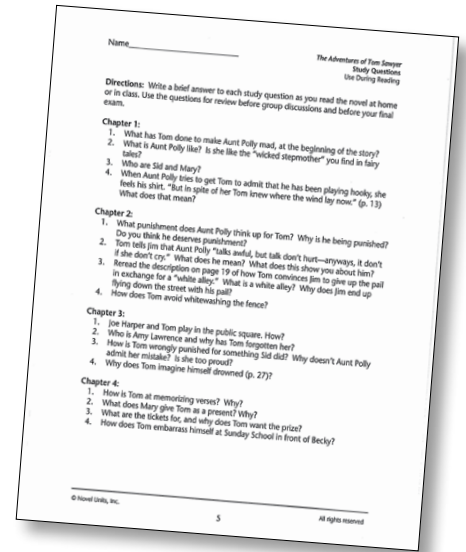 Name
The Adventures of Tom Sawyer
Study Questions
Use During Reading
Directions: Write a brief answer to each study question as you read the novel at home
or in class. Use the questions for review before group discussions and before your final
exam.
Chapter 1:
1. What has Tom done to make Aunt Polly mad, at the beginning of the story?
2. What is Aunt Polly like? Is she like the "wicked stepmother" you find in fairy
tales?
3. Who are Sid and Mary?
4. When Aunt Polly tries to get Tom to admit that he has been playing hooky, she
feels his shirt. "But in spite of her Tom knew where the wind lay now." (p. 13)
What does that mean?
Chapter 2:
1. What punishment does Aunt Polly think up for Tom? Why is he being punished?
Do you think he deserves punishment?
2. Tom tells Jim that Aunt Polly "talks awful, but talk don't hurt—anyways, it don't
if she don't cry." What does he mean? What does this show you about him?
3. Reread the description on page 19 of how Tom convinces Jim to give up the pail
in exchange for a "white alley." What is a white alley? Why does Jim end up
flying down the street with his pail?
4. How does Tom avoid whitewashing the fence?
Chapter 3:
1. Joe Harper and Tom play in the public square. How?
2. Who is Amy Lawrence and why has Tom forgotten her?
3. How is Tom wrongly punished for something Sid did? Why doesn't Aunt Polly
admit her mistake? Is she too proud?
4. Why does Tom imagine himself drowned (p. 27)?
Chapter 4:
1. How is Tom at memorizing verses? Why?
2. What does Mary give Tom as a present? Why?
3. What are the tickets for, and why does Tom want the prize?
4. How does Tom embarrass himself at Sunday School in front of Becky?
© Novel Units, Inc.
5
All rights reserved